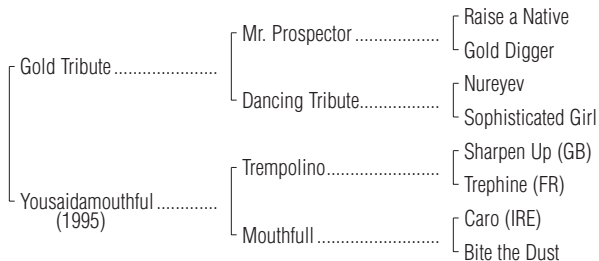 Raise a Native
Mr. Prospector ..................
Gold Digger
Gold Tribute ......................
Nureyev
Dancing Tribute.................
Sophisticated Girl
Sharpen Up (GB)
Trempolino........................
Trephine (FR)
Yousaidamouthful .............
(1995)
Caro (IRE)
Mouthfull ..........................
Bite the Dust